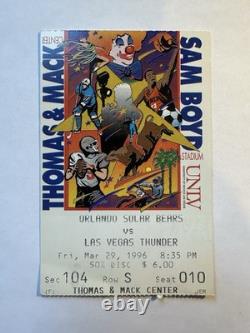 THOMAS & MACK
CENTER
SAM BOYD
STADIUM
UNLV
ORLANDO SOLAR BEARS
VS
LAS VEGAS THUNDER
Fri, Mar 29, 1996 8:35 PM
50% DISC $ 6.00
Sec 104 Row S Seat 010
THOMAS & MACK CENTER